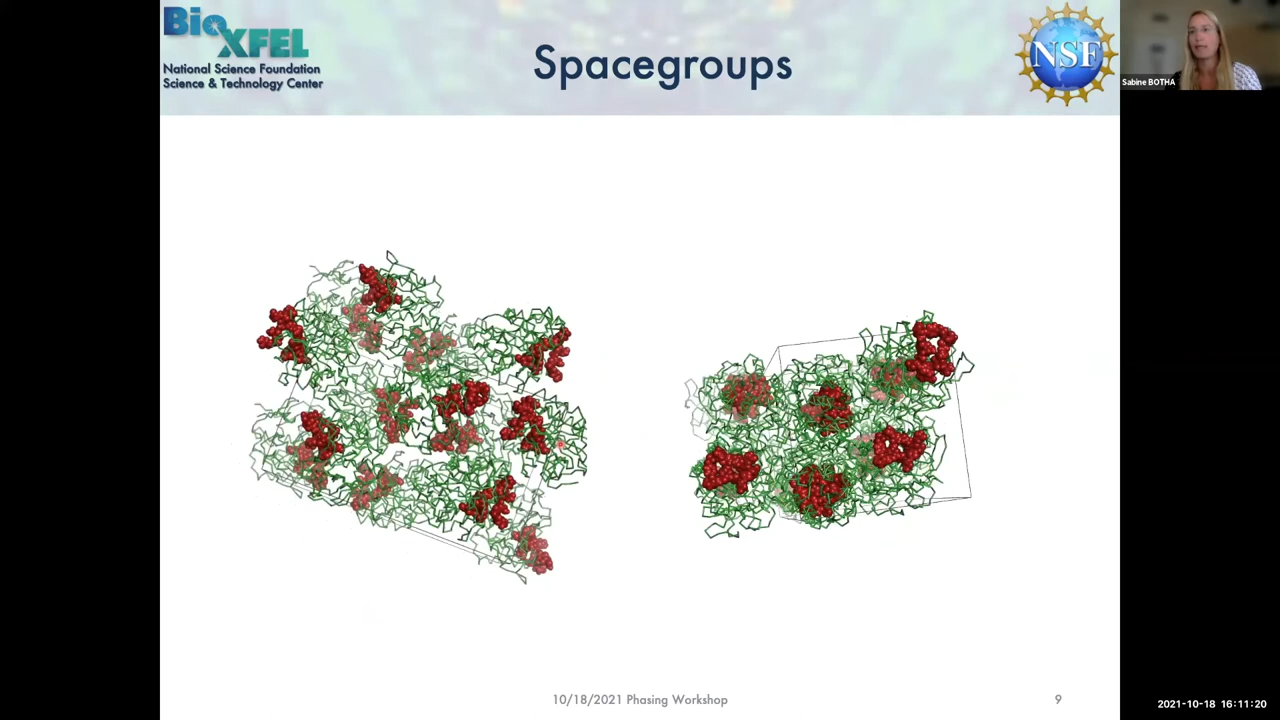 BioXFEL
National Science Foundation
Science & Technology Center
Spacegroups
NSF
Sabine BOTHA
10/18/2021 Phasing Workshop
9
2021-10-18 16:11:20